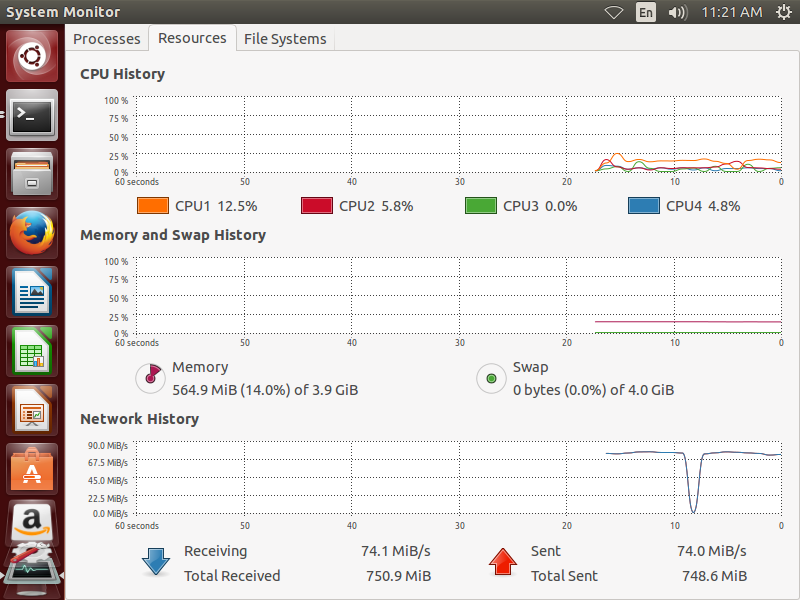 System Monitor En 11:21 AM
Processes Resources File Systems
CPU History
100 %
75 %
50 %
25 %
0 %
60 seconds 50 40 30 20 10 0
CPU1 12.5% CPU2 5.8% CPU3 0.0% CPU4 4.8%
Memory and Swap History
100 %
75 %
50 %
25 %
0 %
60 seconds 50 40 30 20 10 0
Memory Swap
564.9 MiB (14.0%) of 3.9 GiB 0 bytes (0.0%) of 4.0 GiB
Network History
90.0 MiB/s
67.5 MiB/s
45.0 MiB/s
22.5 MiB/s
0.0 MiB/s
60 seconds 50 40 30 20 10 0
Receiving 74.1 MiB/s Sent 74.0 MiB/s
Total Received 750.9 MiB Total Sent 748.6 MiB